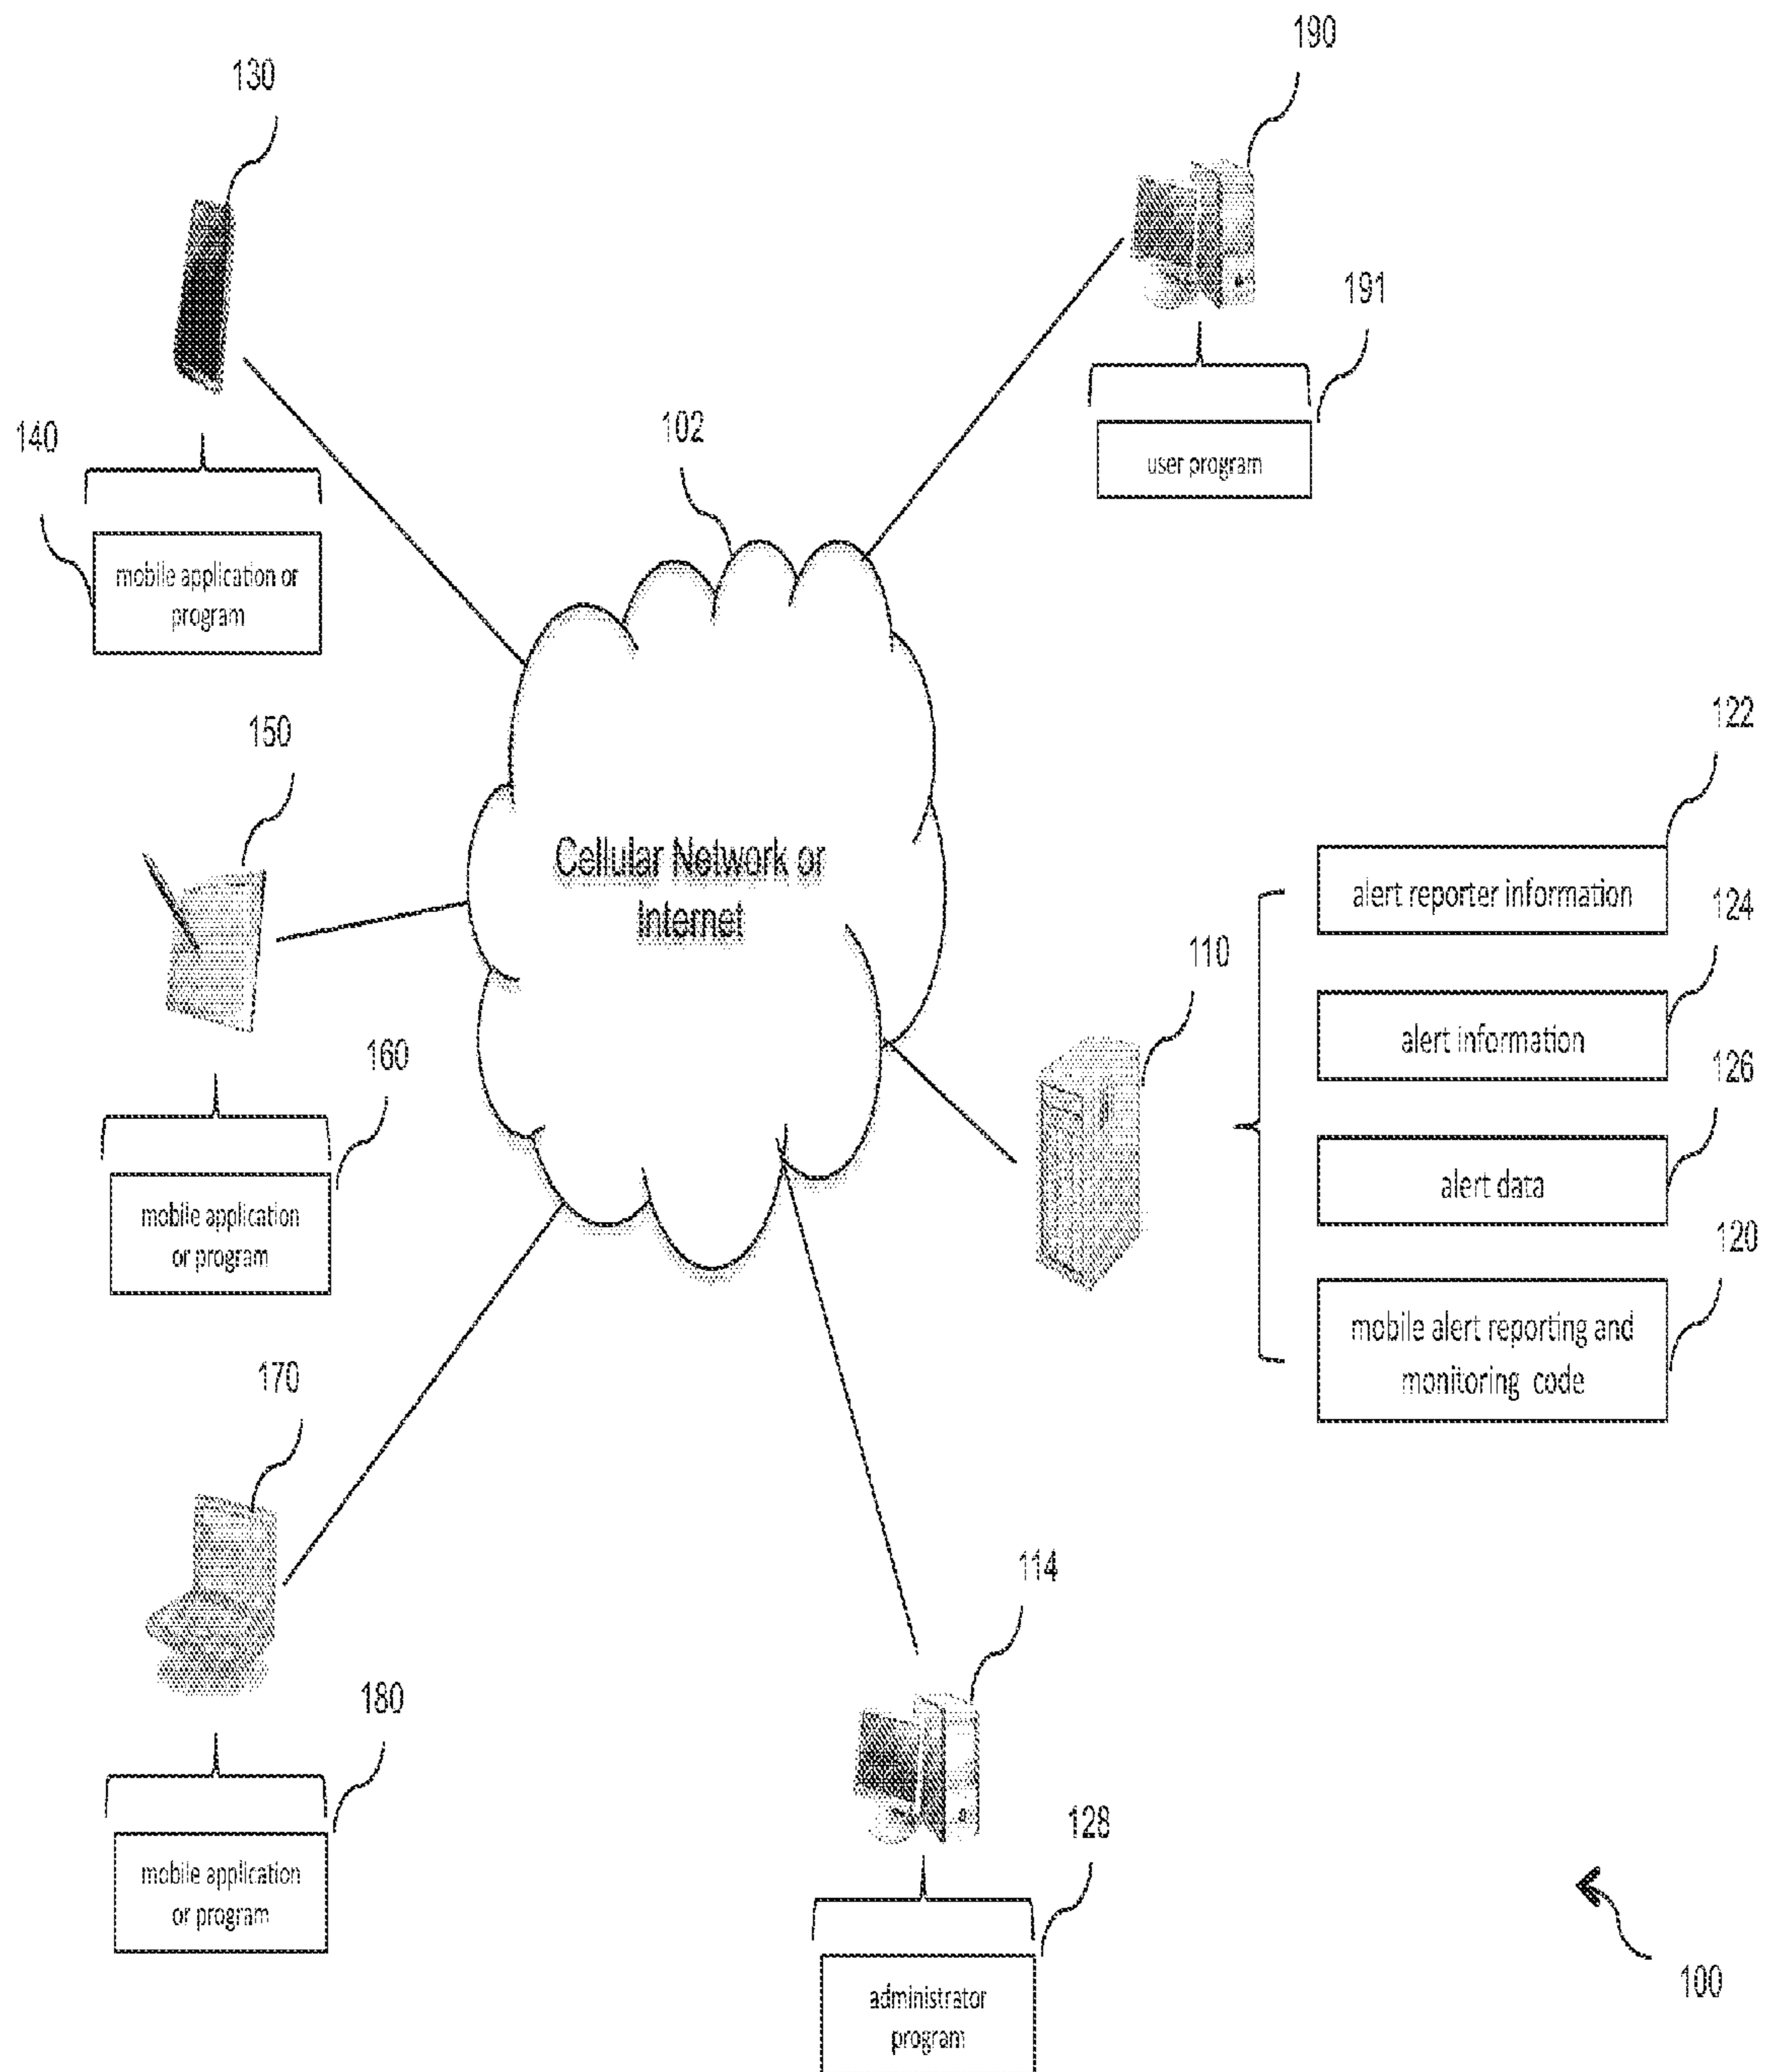 190
130
191
102
140
user program
mobile application or
program
150
122
Cellular Network or
Internet
alert reporter information
124
110
alert information
160
126
alert data
mobile application
or program
120
mobile alert reporting and
monitoring code
170
114
180
128
mobile application
or program
administrator
program
100